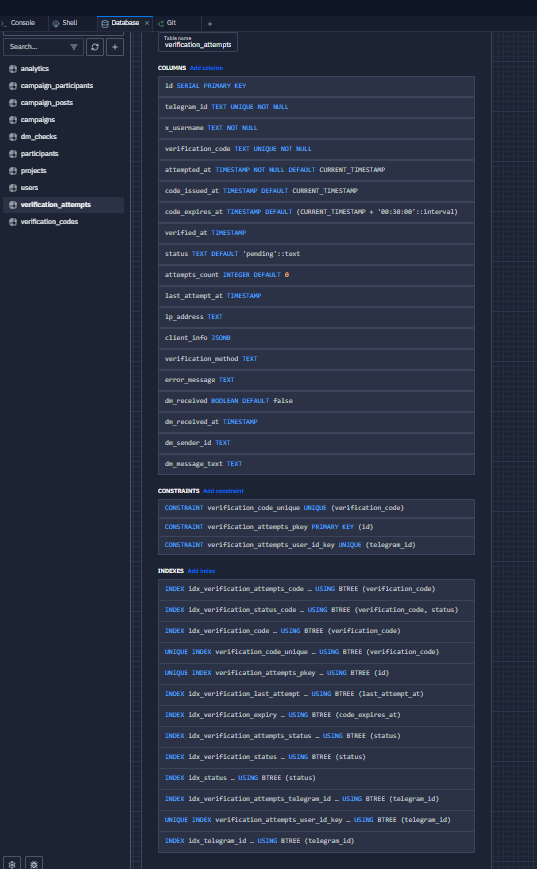 Console Shell Database × Git +
Search...
analytics
campaign_participants
campaign_posts
campaigns
dm_checks
participants
projects
users
verification_attempts
verification_codes
Table name
verification_attempts
COLUMNS Add column
id SERIAL PRIMARY KEY
telegram_id TEXT UNIQUE NOT NULL
x_username TEXT NOT NULL
verification_code TEXT UNIQUE NOT NULL
attempted_at TIMESTAMP NOT NULL DEFAULT CURRENT_TIMESTAMP
code_issued_at TIMESTAMP DEFAULT CURRENT_TIMESTAMP
code_expires_at TIMESTAMP DEFAULT (CURRENT_TIMESTAMP + '00:30:00'::interval)
verified_at TIMESTAMP
status TEXT DEFAULT 'pending'::text
attempts_count INTEGER DEFAULT 0
last_attempt_at TIMESTAMP
ip_address TEXT
client_info JSONB
verification_method TEXT
error_message TEXT
dm_received BOOLEAN DEFAULT false
dm_received_at TIMESTAMP
dm_sender_id TEXT
dm_message_text TEXT
CONSTRAINTS Add constraint
CONSTRAINT verification_code_unique UNIQUE (verification_code)
CONSTRAINT verification_attempts_pkey PRIMARY KEY (id)
CONSTRAINT verification_attempts_user_id_key UNIQUE (telegram_id)
INDEXES Add index
INDEX idx_verification_attempts_code … USING BTREE (verification_code)
INDEX idx_verification_status_code … USING BTREE (verification_code, status)
INDEX idx_verification_code … USING BTREE (verification_code)
UNIQUE INDEX verification_code_unique … USING BTREE (verification_code)
UNIQUE INDEX verification_attempts_pkey … USING BTREE (id)
INDEX idx_verification_last_attempt … USING BTREE (last_attempt_at)
INDEX idx_verification_expiry … USING BTREE (code_expires_at)
INDEX idx_verification_attempts_status … USING BTREE (status)
INDEX idx_verification_status … USING BTREE (status)
INDEX idx_status … USING BTREE (status)
INDEX idx_verification_attempts_telegram_id … USING BTREE (telegram_id)
UNIQUE INDEX verification_attempts_user_id_key … USING BTREE (telegram_id)
INDEX idx_telegram_id … USING BTREE (telegram_id)